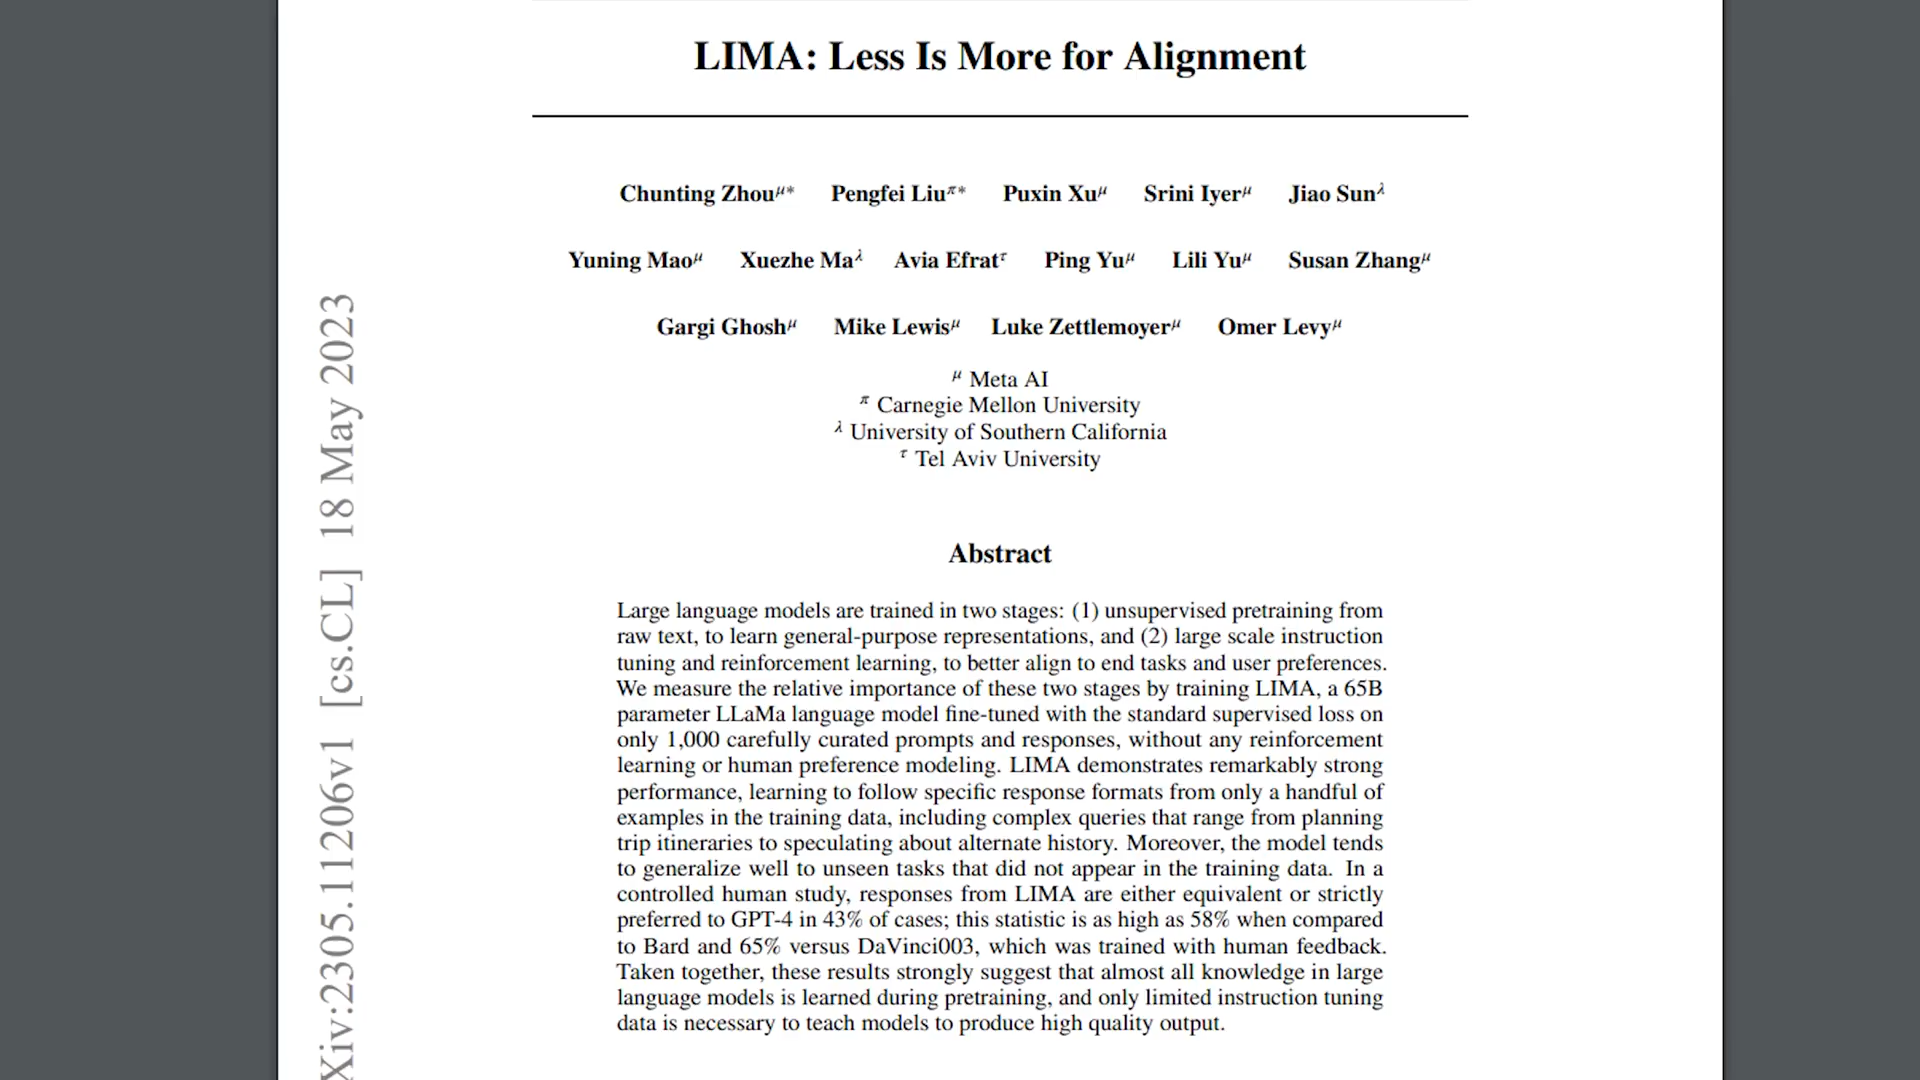 LIMA: Less Is More for Alignment
Chunting Zhouμ* Pengfei Liuπ* Puxin Xuμ Srini Iyerμ Jiao Sunλ
Yuning Maoμ Xuezhe Maλ Avia Efratτ Ping Yuμ Lili Yuμ Susan Zhangμ
Gargi Ghoshμ Mike Lewisμ Luke Zettlemoyerμ Omer Levyμ
μ Meta AI
π Carnegie Mellon University
λ University of Southern California
τ Tel Aviv University
Abstract
Large language models are trained in two stages: (1) unsupervised pretraining from
raw text, to learn general-purpose representations, and (2) large scale instruction
tuning and reinforcement learning, to better align to end tasks and user preferences.
We measure the relative importance of these two stages by training LIMA, a 65B
parameter LLaMa language model fine-tuned with the standard supervised loss on
only 1,000 carefully curated prompts and responses, without any reinforcement
learning or human preference modeling. LIMA demonstrates remarkably strong
performance, learning to follow specific response formats from only a handful of
examples in the training data, including complex queries that range from planning
trip itineraries to speculating about alternate history. Moreover, the model tends
to generalize well to unseen tasks that did not appear in the training data. In a
controlled human study, responses from LIMA are either equivalent or strictly
preferred to GPT-4 in 43% of cases; this statistic is as high as 58% when compared
to Bard and 65% versus DaVinci003, which was trained with human feedback.
Taken together, these results strongly suggest that almost all knowledge in large
language models is learned during pretraining, and only limited instruction tuning
data is necessary to teach models to produce high quality output.
Xiv:2305.11206v1 [cs.CL] 18 May 2023